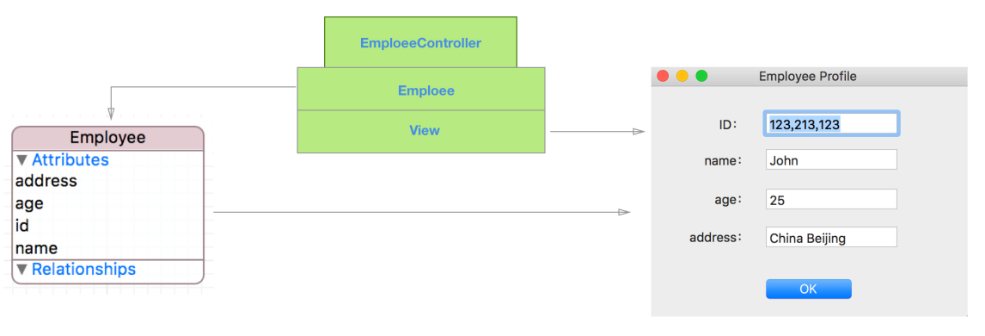 EmploeeController
Emploee
View
Employee
▼ Attributes
address
age
id
name
▼ Relationships
Employee Profile
ID: 123,213,123
name: John
age: 25
address: China Beijing
OK